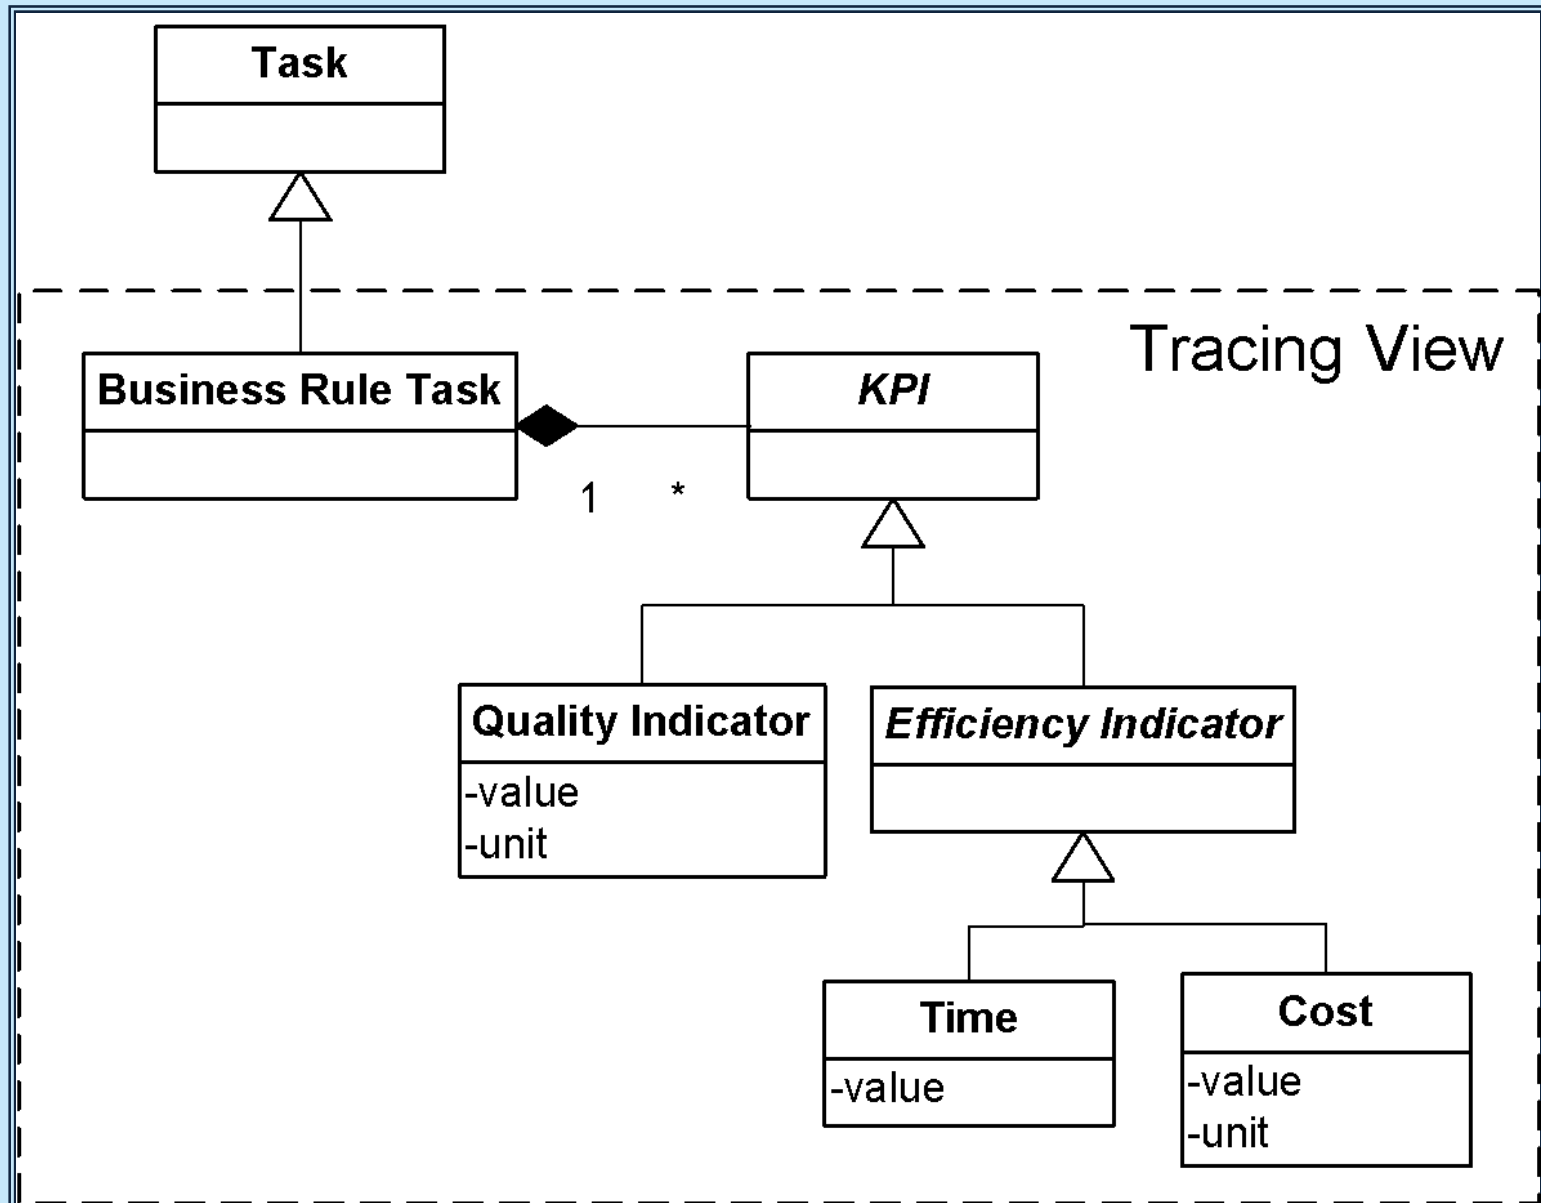 Task
Tracing View
Business Rule Task
KPI
1 *
Quality Indicator
-value
-unit
Efficiency Indicator
Time
-value
Cost
-value
-unit